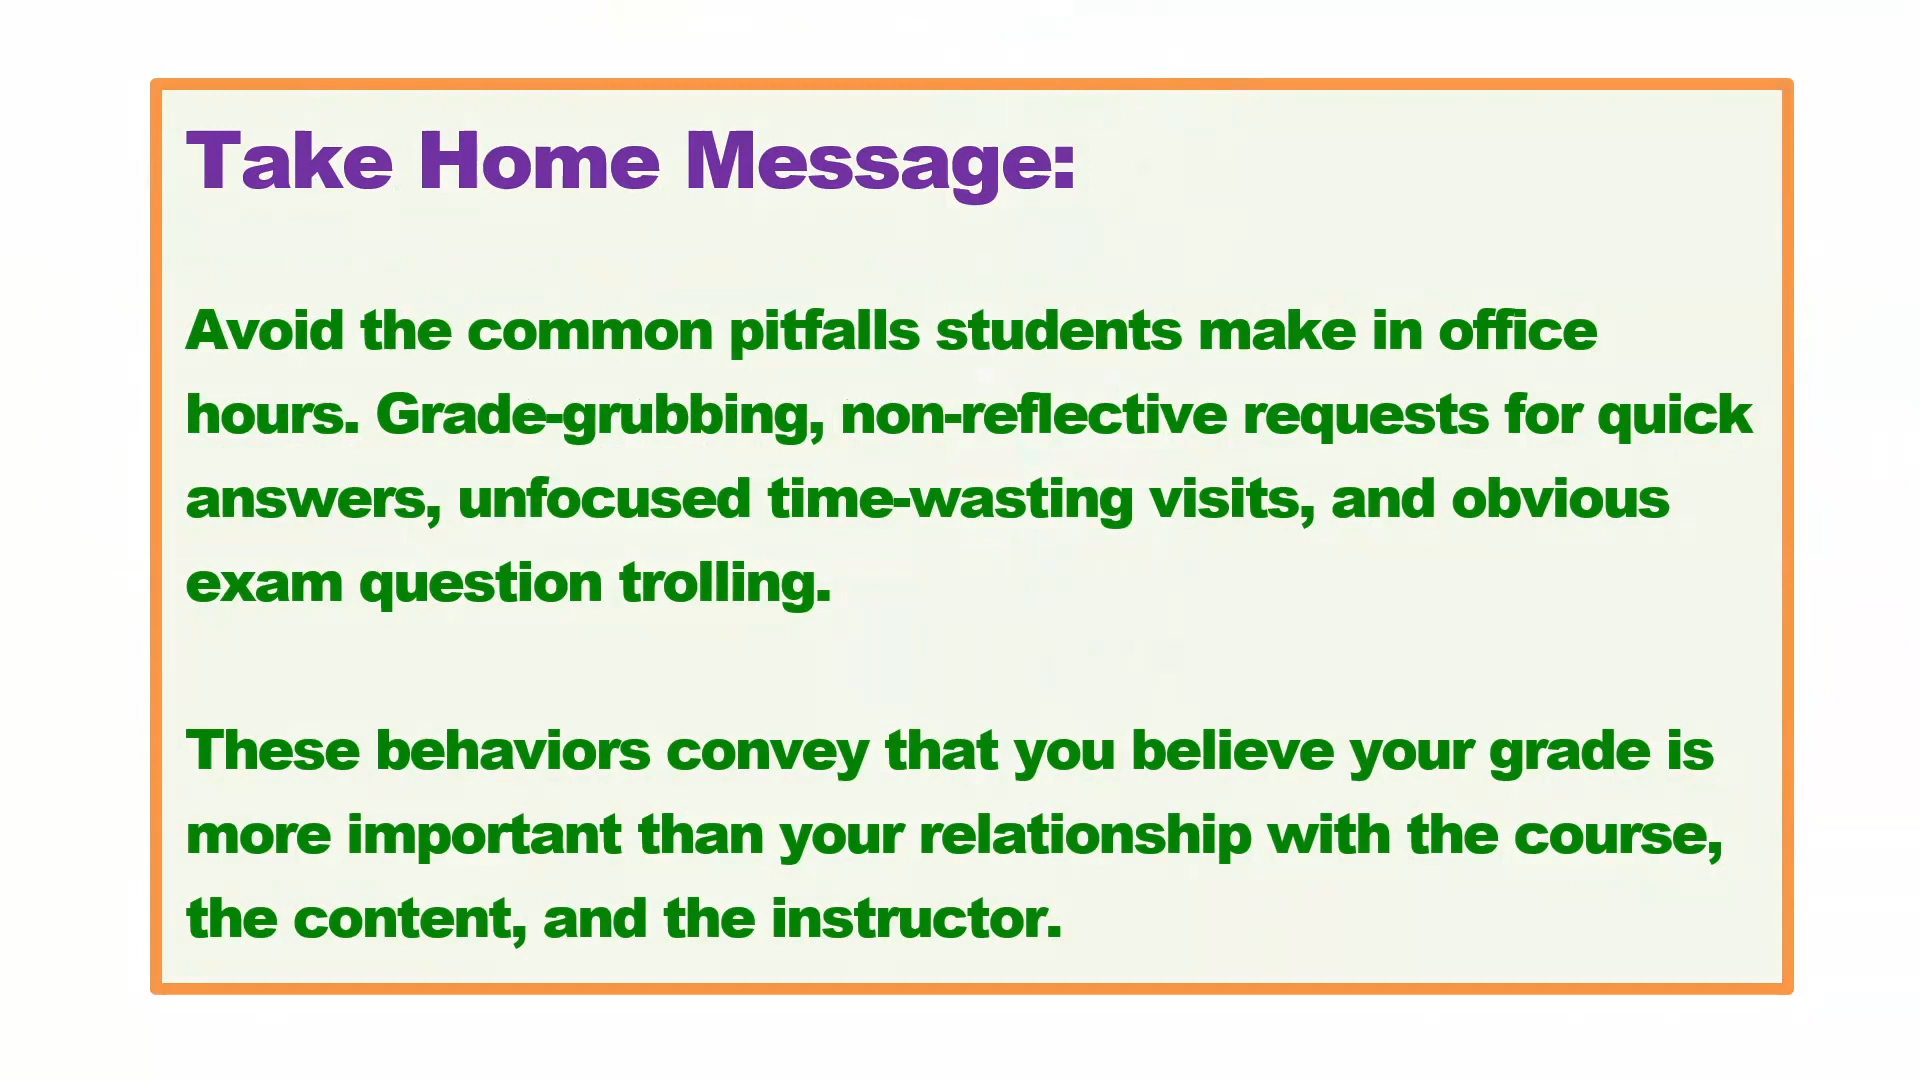 Take Home Message:
Avoid the common pitfalls students make in office
hours. Grade-grubbing, non-reflective requests for quick
answers, unfocused time-wasting visits, and obvious
exam question trolling.
These behaviors convey that you believe your grade is
more important than your relationship with the course,
the content, and the instructor.